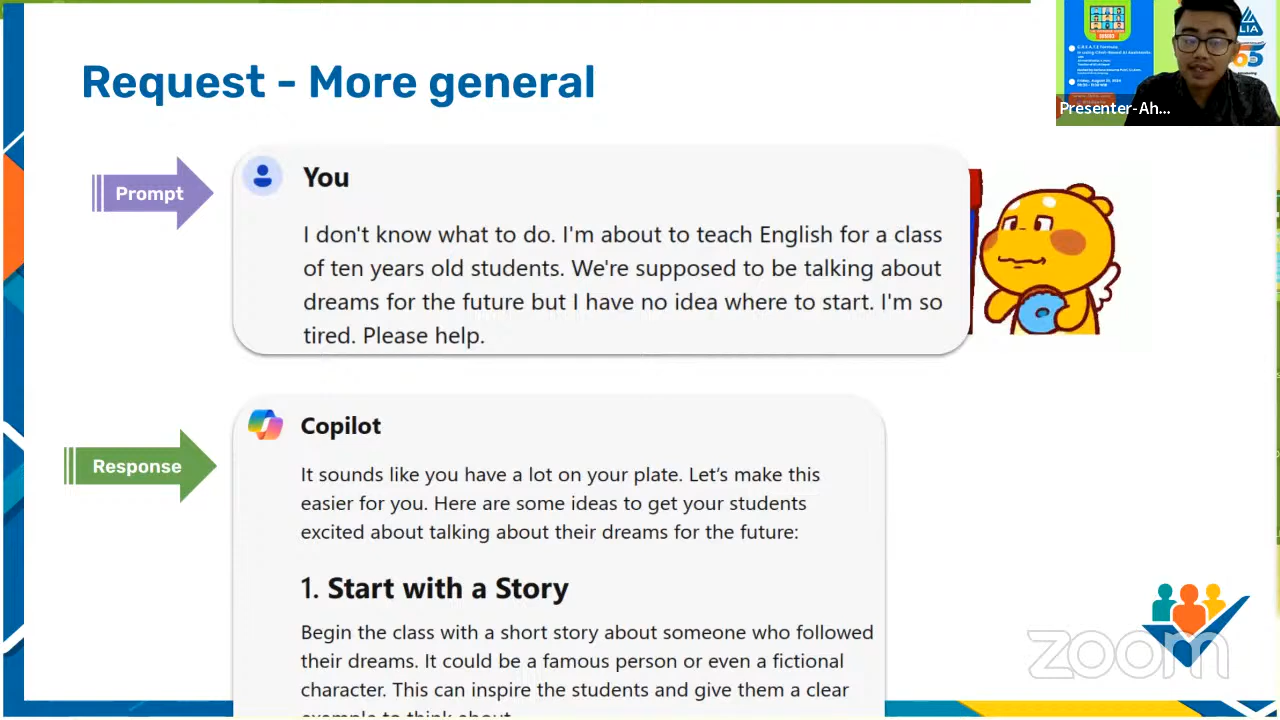 Request - More general
Presenter-Ah...
Prompt
You
I don't know what to do. I'm about to teach English for a class
of ten years old students. We're supposed to be talking about
dreams for the future but I have no idea where to start. I'm so
tired. Please help.
Response
Copilot
It sounds like you have a lot on your plate. Let's make this
easier for you. Here are some ideas to get your students
excited about talking about their dreams for the future:
1. Start with a Story
Begin the class with a short story about someone who followed
their dreams. It could be a famous person or even a fictional
character. This can inspire the students and give them a clear
example to think about.
zoom